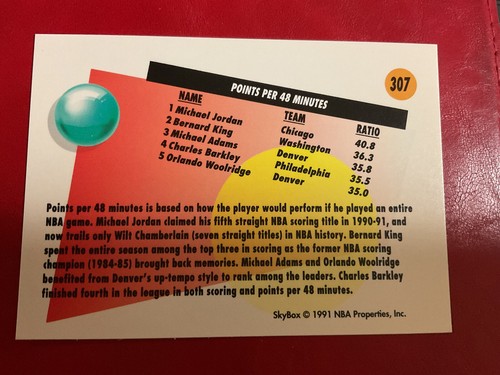 307
POINTS PER 48 MINUTES
NAME TEAM RATIO
1 Michael Jordan Chicago 40.8
2 Bernard King Washington 36.3
3 Michael Adams Denver 35.8
4 Charles Barkley Philadelphia 35.5
5 Orlando Woolridge Denver 35.0
Points per 48 minutes is based on how the player would perform if he played an entire
NBA game. Michael Jordan claimed his fifth straight NBA scoring title in 1990-91, and
now trails only Wilt Chamberlain (seven straight titles) in NBA history. Bernard King
spent the entire season among the top three in scoring as the former NBA scoring
champion (1984-85) brought back memories. Michael Adams and Orlando Woolridge
benefited from Denver's up-tempo style to rank among the leaders. Charles Barkley
finished fourth in the league in both scoring and points per 48 minutes.
SkyBox © 1991 NBA Properties, Inc.